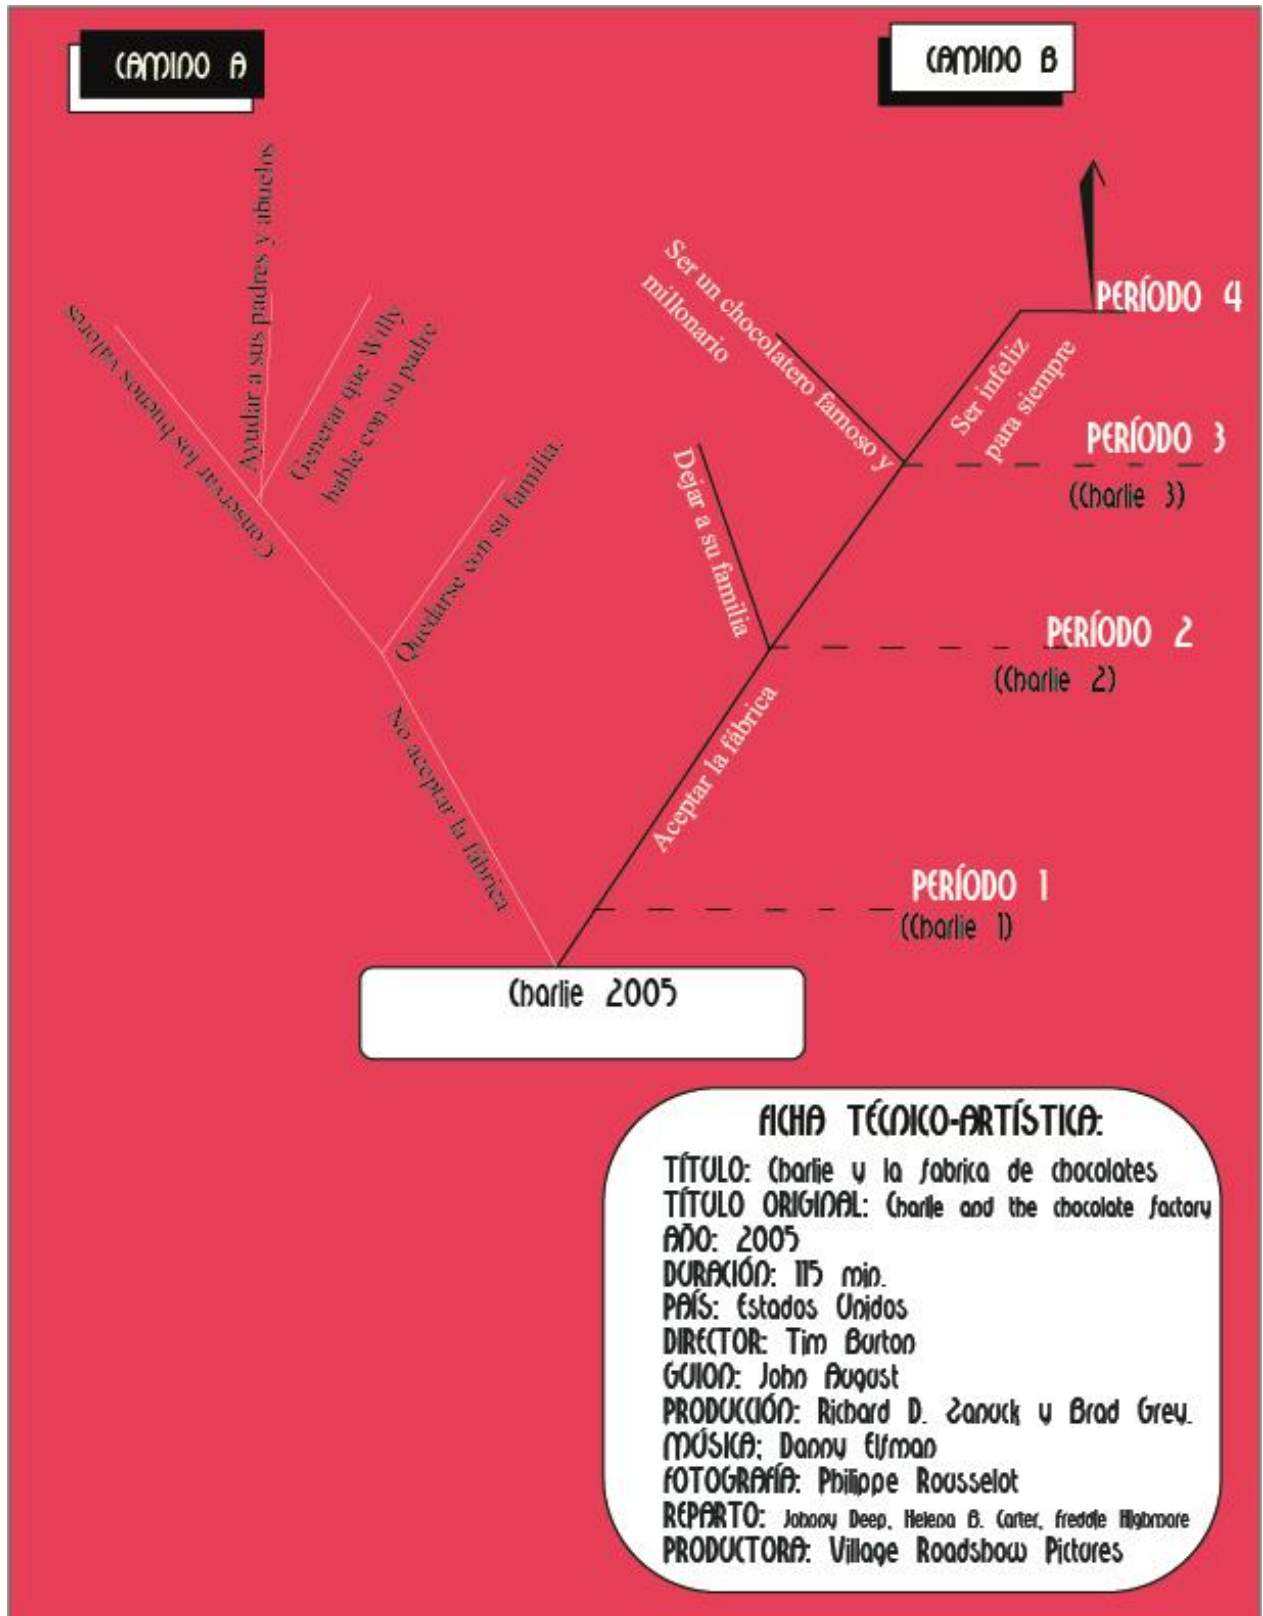 CAMINO A
CAMINO B
Conservar los buenos valores
Ayudar a sus padres y abuelos
Generar que Willy
hable con su padre
Quedarse con su familia.
No aceptar la fábrica
Ser un chocolatero famoso y
millonario
Dejar a su familia
Ser infeliz
para siempre
Aceptar la fábrica
PERÍODO 4
PERÍODO 3
(Charlie 3)
PERÍODO 2
(Charlie 2)
PERÍODO 1
(Charlie 1)
Charlie 2005
FICHA TÉCNICO-ARTÍSTICA:
TÍTULO: Charlie y la fabrica de chocolates
TÍTULO ORIGINAL: Charlie and the chocolate factory
AÑO: 2005
DURACIÓN: 115 min.
PAÍS: Estados Unidos
DIRECTOR: Tim Burton
GUION: John August
PRODUCCIÓN: Richard D. Zanuck y Brad Grey.
MÚSICA: Danny Elfman
FOTOGRAFÍA: Philippe Rousselot
REPARTO: Johnny Deep, Helena B. Carter, Freddie Highmore
PRODUCTORA: Village Roadshow Pictures